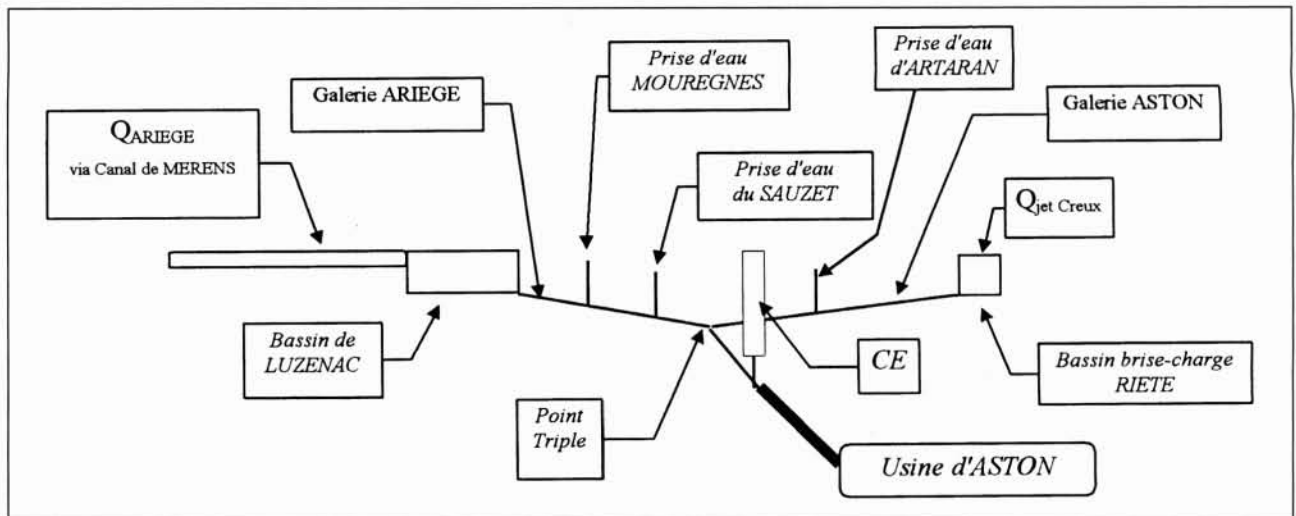 Prise d'eau
MOUREGNES
Prise d'eau
d'ARTARAN
Galerie ARIEGE
Galerie ASTON
QARIEGE
via Canal de MERENS
Prise d'eau
du SAUZET
Qjet Creux
Bassin de
LUZENAC
CE
Bassin brise-charge
RIETE
Point
Triple
Usine d'ASTON